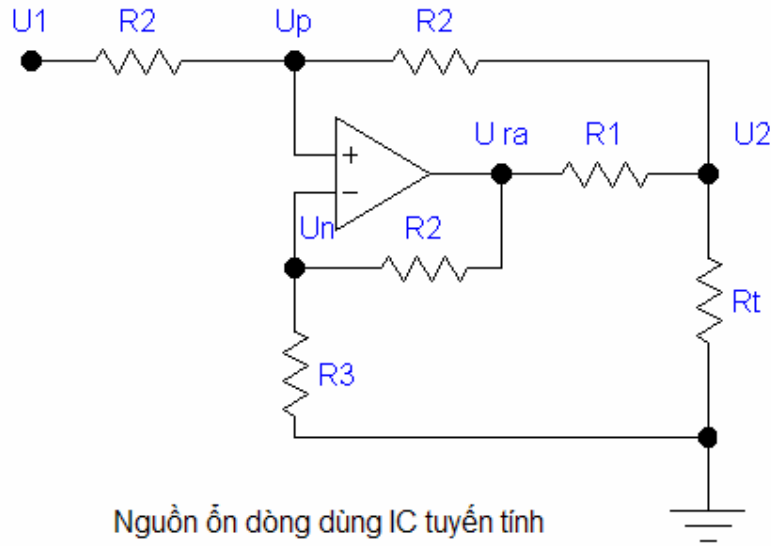 U1 R2 Up R2
U ra R1 U2
+
−
Un R2
Rt
R3
Nguồn ổn dòng dùng IC tuyến tính